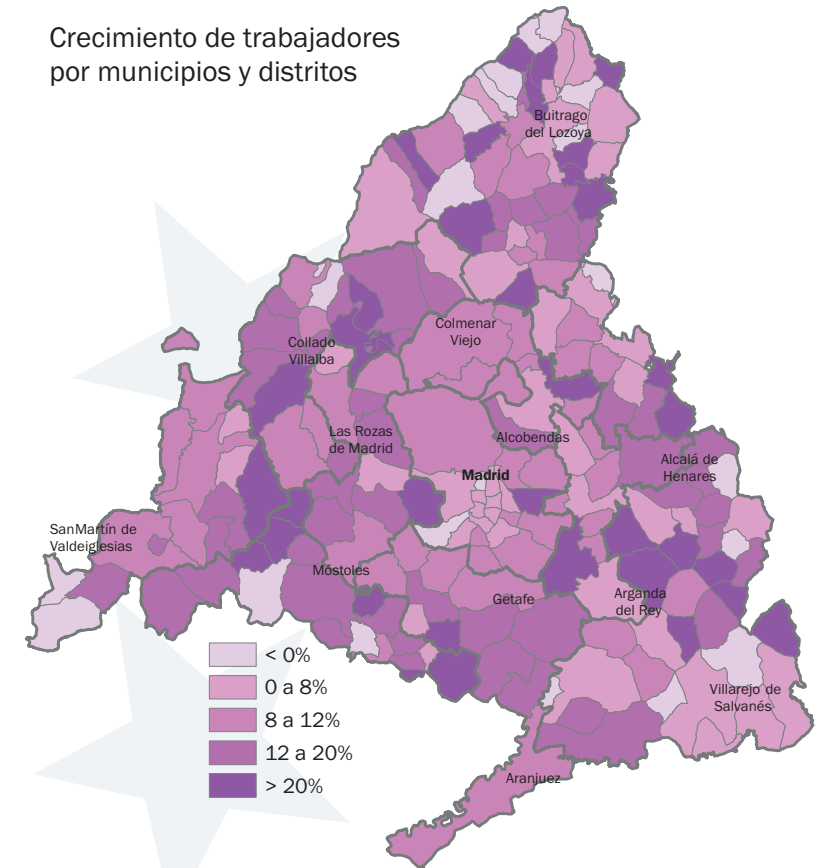 Crecimiento de trabajadores
por municipios y distritos
Buitrago
del Lozoya
Colmenar
Viejo
Collado
Villalba
Las Rozas
de Madrid
Alcobendas
Alcalá de
Henares
Madrid
SanMartín de
Valdeiglesias
Móstoles
Getafe
Arganda
del Rey
Villarejo de
Salvanés
Aranjuez
< 0%
0 a 8%
8 a 12%
12 a 20%
> 20%